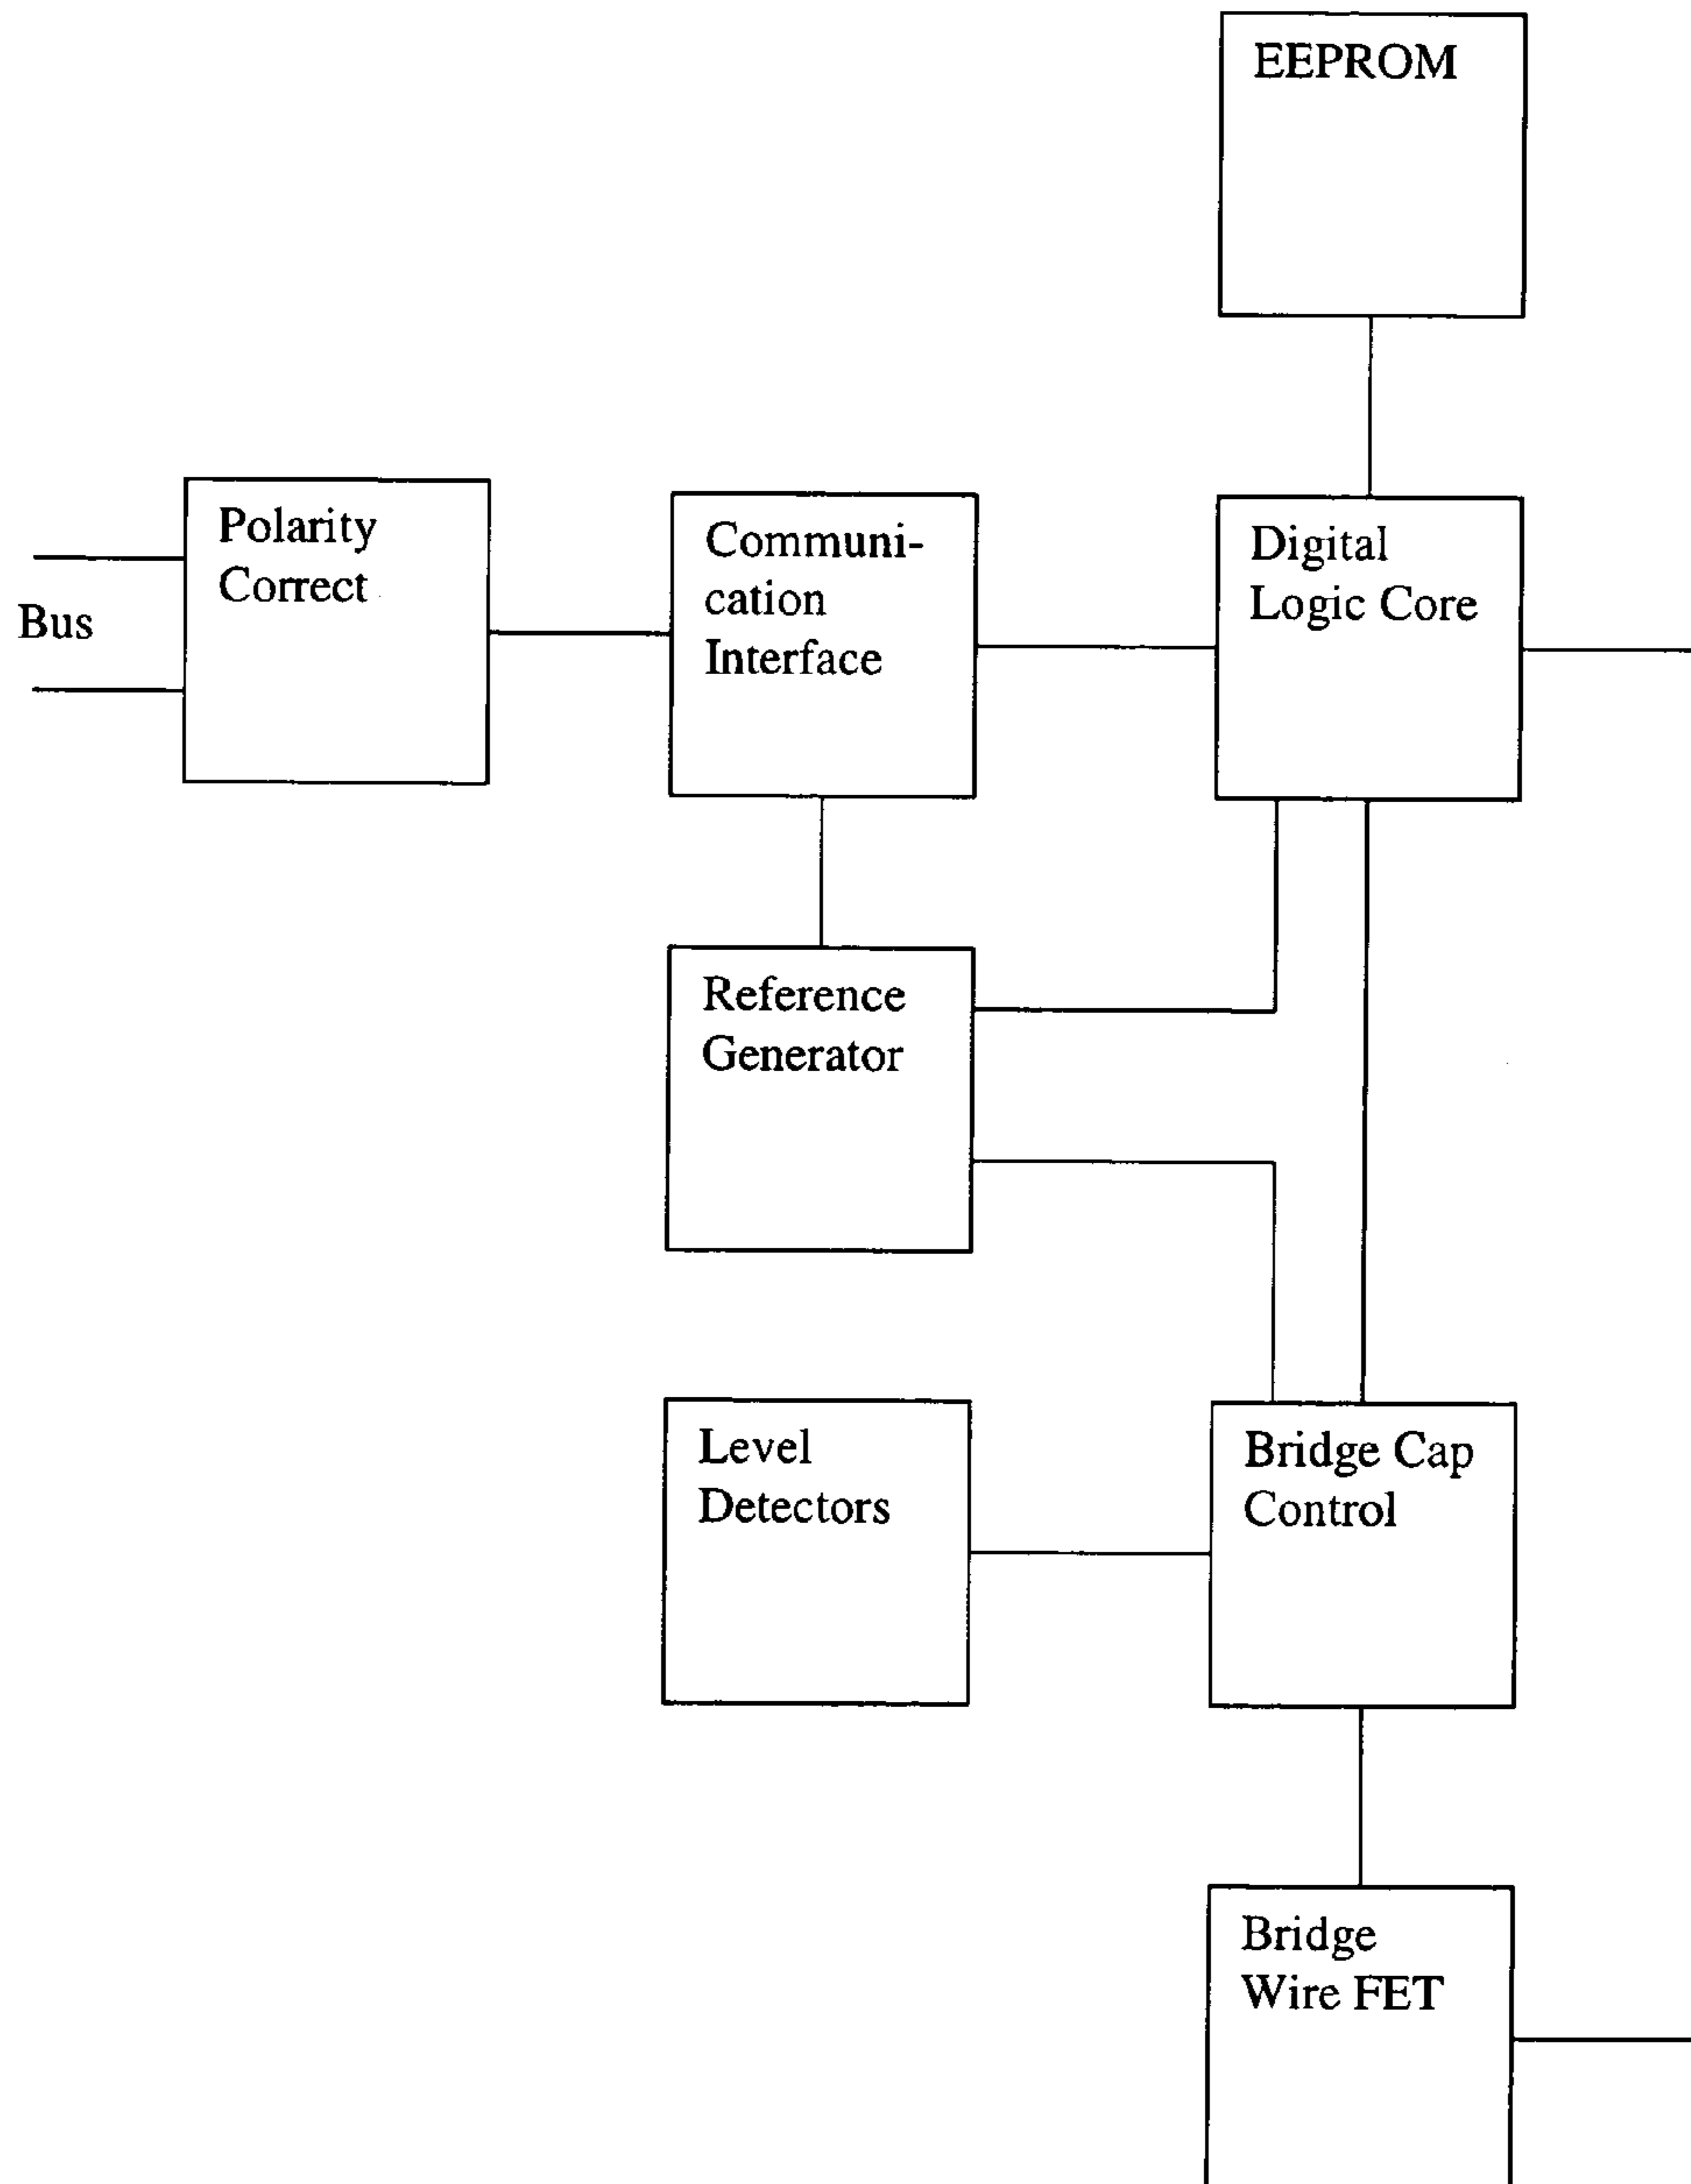 EEPROM
Polarity
Correct
Bus
Communi-
cation
Interface
Digital
Logic Core
Reference
Generator
Level
Detectors
Bridge Cap
Control
Bridge
Wire FET